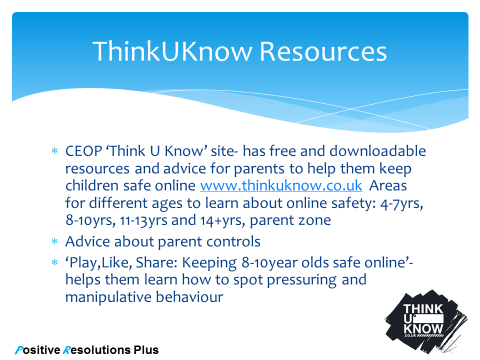 ThinkUKnow Resources
CEOP ‘Think U Know’ site- has free and downloadable
resources and advice for parents to help them keep
children safe online www.thinkuknow.co.uk Areas
for different ages to learn about online safety: 4-7yrs,
8-10yrs, 11-13yrs and 14+yrs, parent zone
Advice about parent controls
‘Play,Like, Share: Keeping 8-10year olds safe online’-
helps them learn how to spot pressuring and
manipulative behaviour
THINK
U
KNOW
.CO.UK
Positive Resolutions Plus